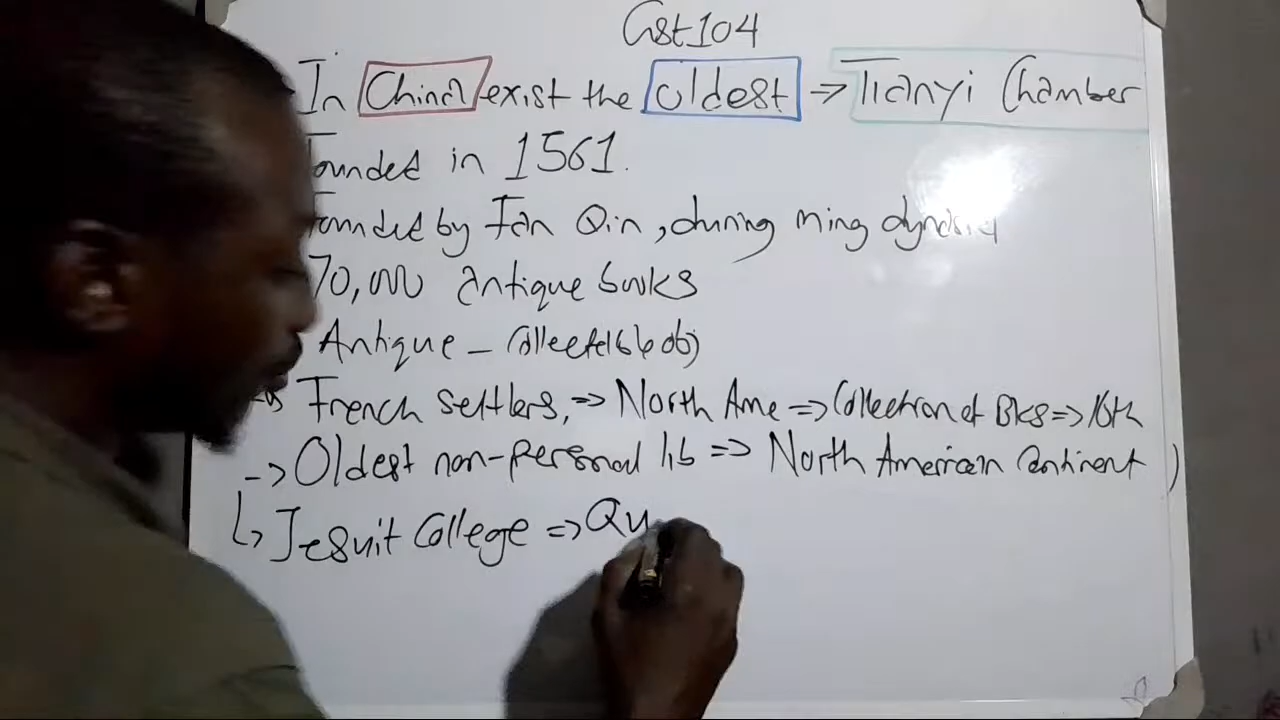 Gst104
In China exist the oldest → Tianyi Chamber
Founded in 1561.
Founded by Fan Qin, during ming dynasty
70,000 antique books
Antique - Collectible obj
French settlers, => North Ame => Collection of Bks => 16th
-> Oldest non-personal lib => North American Continent )
↳ Jesuit College => Qu